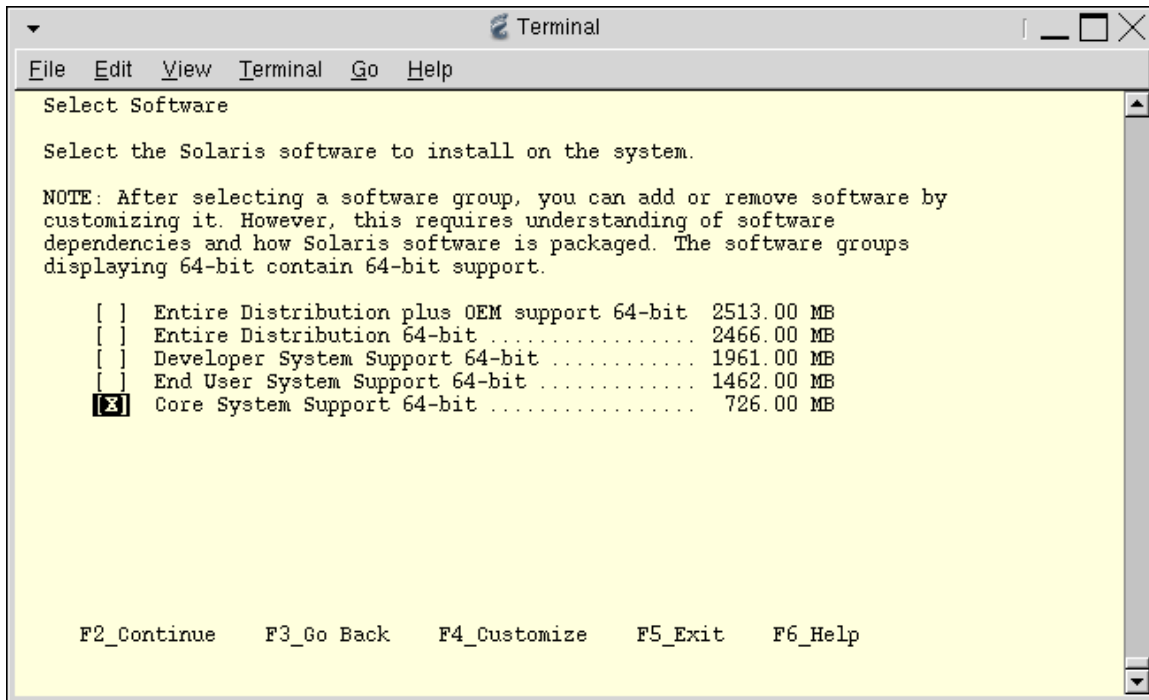 Terminal
File Edit View Terminal Go Help
Select Software
Select the Solaris software to install on the system.
NOTE: After selecting a software group, you can add or remove software by
customizing it. However, this requires understanding of software
dependencies and how Solaris software is packaged. The software groups
displaying 64-bit contain 64-bit support.
[ ] Entire Distribution plus OEM support 64-bit 2513.00 MB
[ ] Entire Distribution 64-bit ................. 2466.00 MB
[ ] Developer System Support 64-bit ............. 1961.00 MB
[ ] End User System Support 64-bit ............. 1462.00 MB
[X] Core System Support 64-bit ................. 726.00 MB
F2_Continue F3_Go Back F4_Customize F5_Exit F6_Help